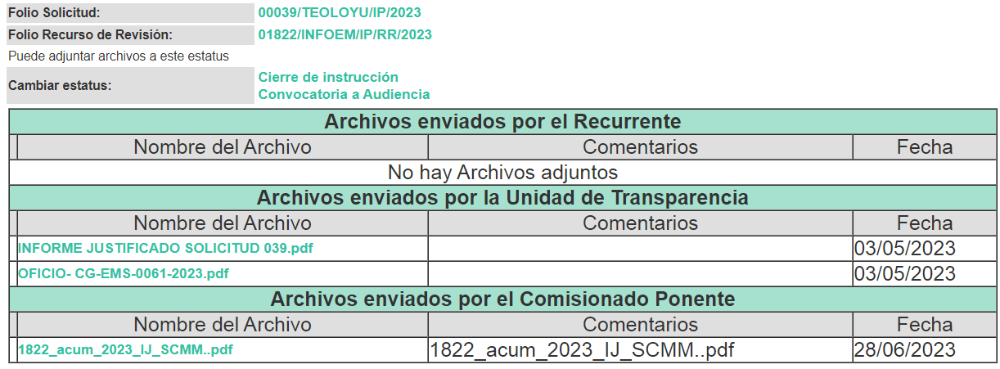 Folio Solicitud: 00039/TEOLOYU/IP/2023
Folio Recurso de Revisión: 01822/INFOEM/IP/RR/2023
Puede adjuntar archivos a este estatus
Cambiar estatus: Cierre de instrucción
Convocatoria a Audiencia
Archivos enviados por el Recurrente
Nombre del Archivo Comentarios Fecha
No hay Archivos adjuntos
Archivos enviados por la Unidad de Transparencia
Nombre del Archivo Comentarios Fecha
INFORME JUSTIFICADO SOLICITUD 039.pdf 03/05/2023
OFICIO- CG-EMS-0061-2023.pdf 03/05/2023
Archivos enviados por el Comisionado Ponente
Nombre del Archivo Comentarios Fecha
1822_acum_2023_IJ_SCMM..pdf 1822_acum_2023_IJ_SCMM..pdf 28/06/2023